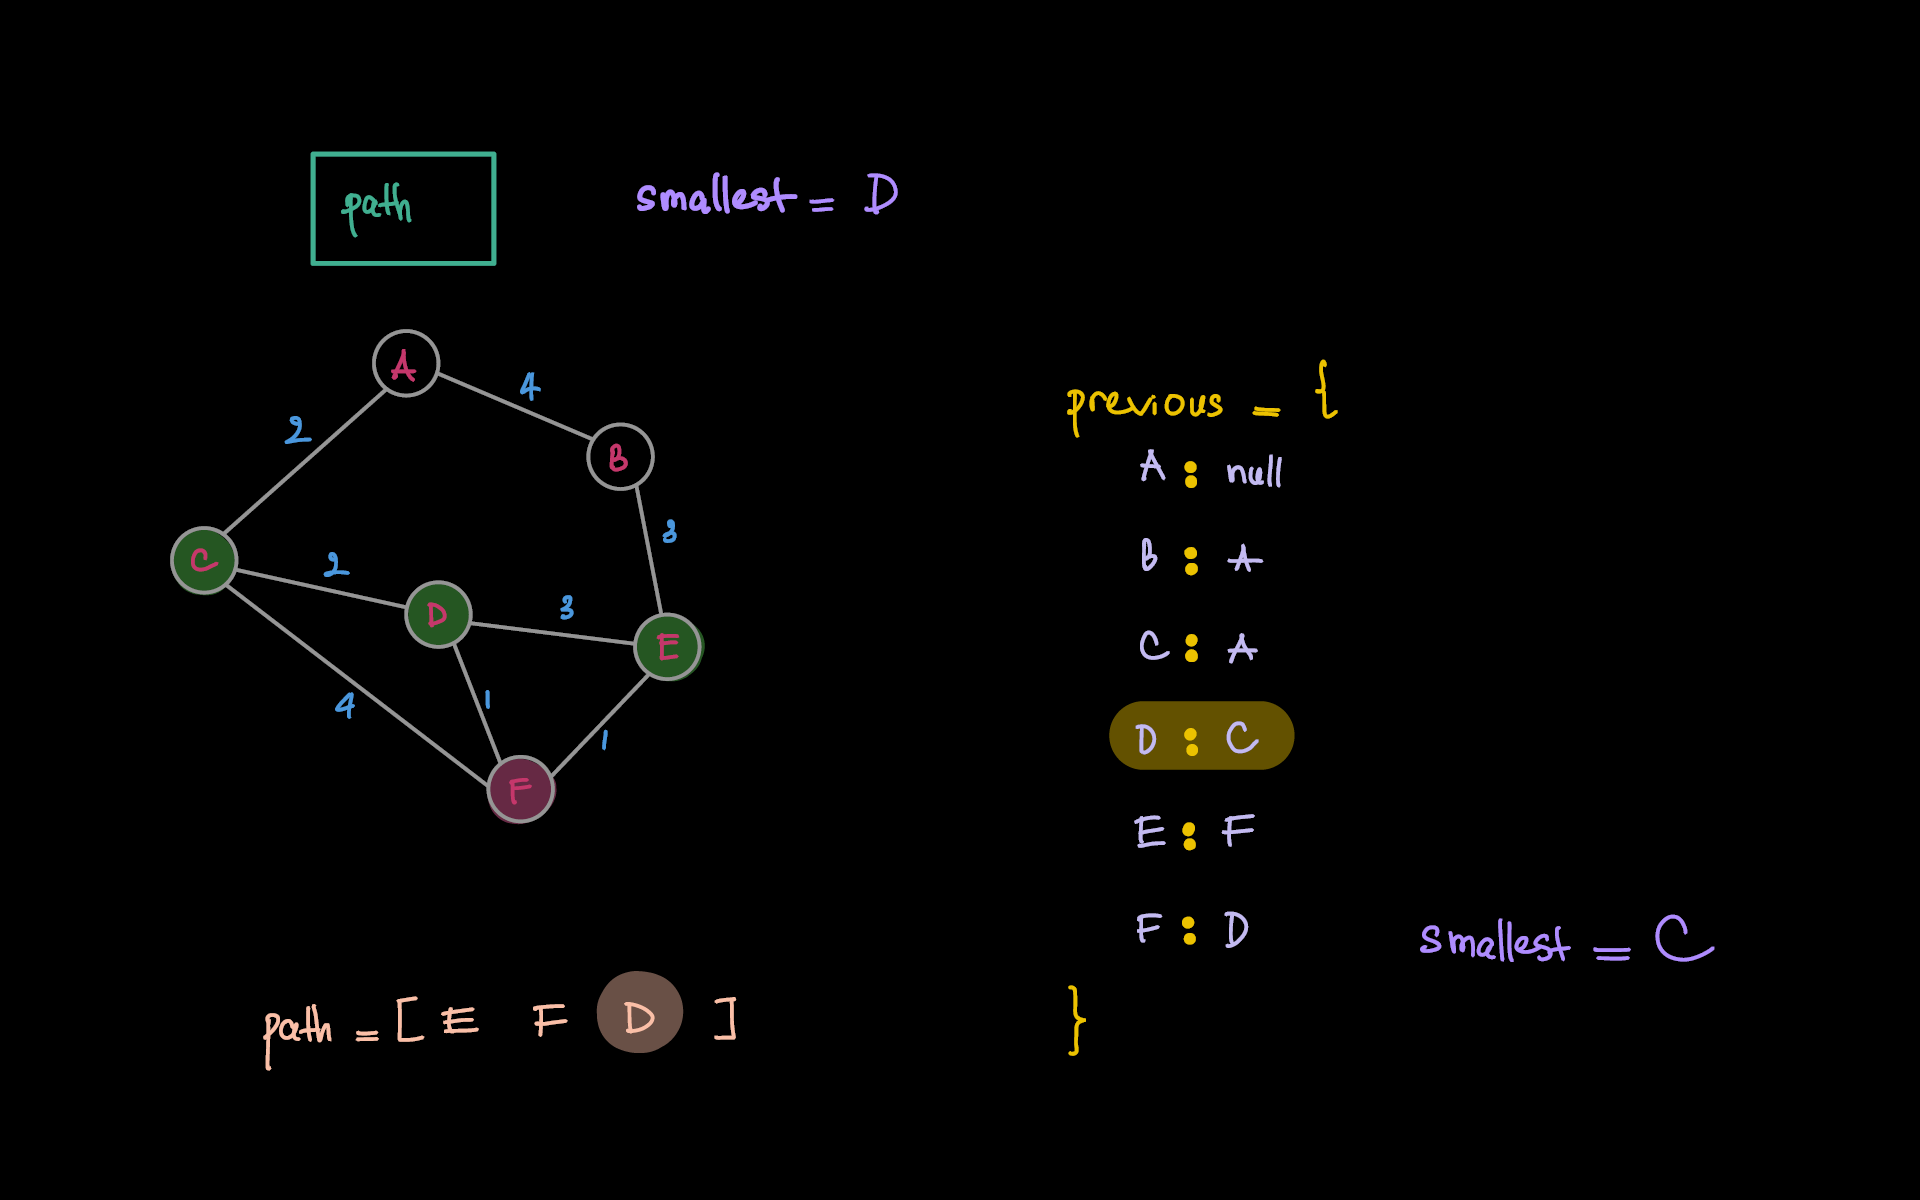 path
smallest = D
A
4
2
B
previous = {
A : null
3
B : A
C
2
D
3
E
C : A
4
1
1
D : C
F
E : F
F : D
smallest = C
path = [ E F D ]
}